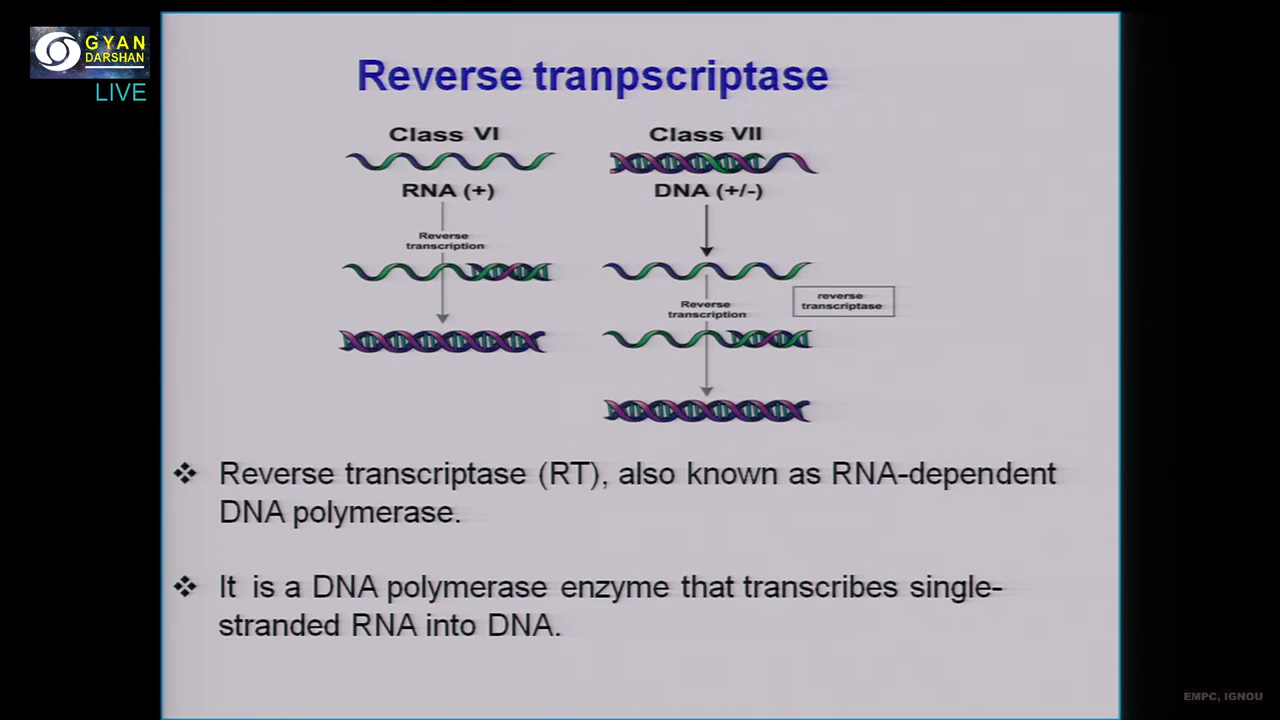 GYAN
DARSHAN
LIVE
Reverse tranpscriptase
Class VI
Class VII
RNA (+)
DNA (+/-)
Reverse
transcription
reverse
transcriptase
Reverse
transcription
Reverse transcriptase (RT), also known as RNA-dependent
DNA polymerase.
It is a DNA polymerase enzyme that transcribes single-
stranded RNA into DNA.
EMPC, IGNOU